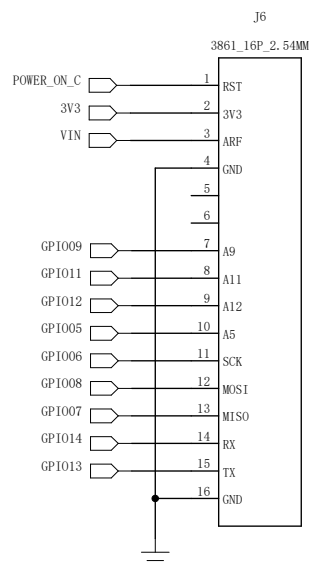 J6
3861_16P_2.54MM
POWER_ON_C 1 RST
3V3 2 3V3
VIN 3 ARF
4 GND
5
6
GPIO09 7 A9
GPIO11 8 A11
GPIO12 9 A12
GPIO05 10 A5
GPIO06 11 SCK
GPIO08 12 MOSI
GPIO07 13 MISO
GPIO14 14 RX
GPIO13 15 TX
16 GND